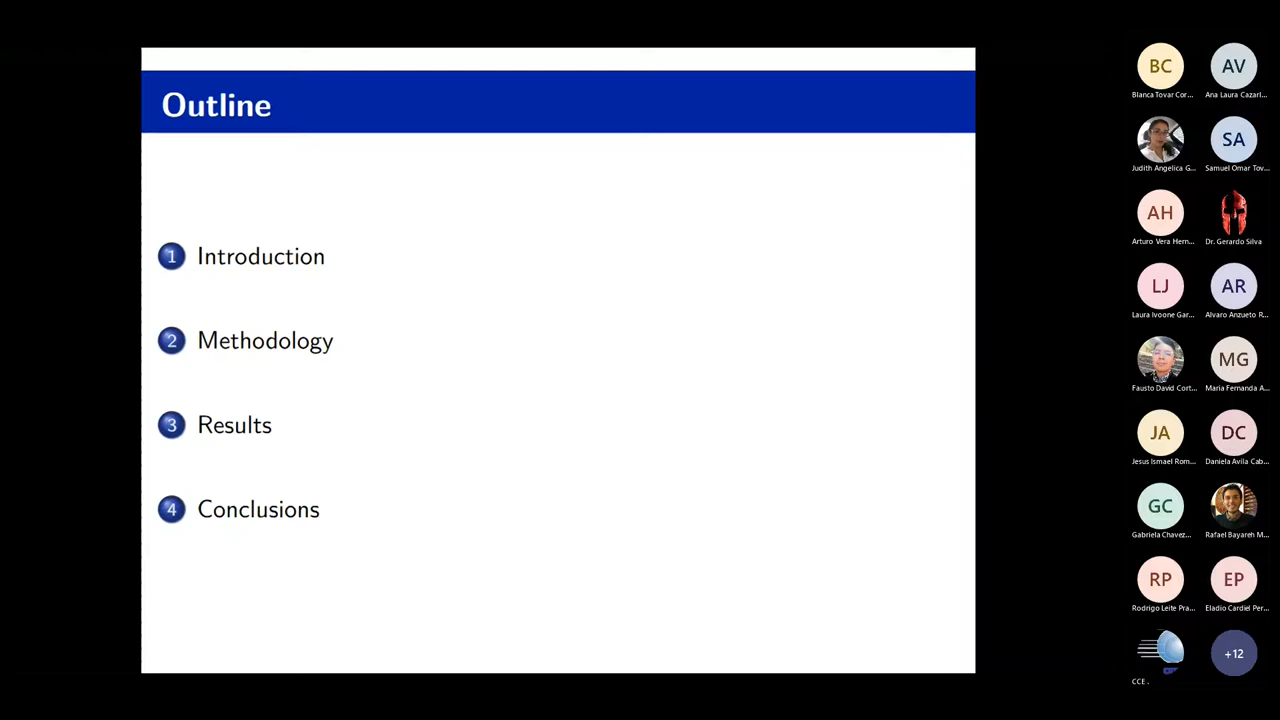 Outline
1 Introduction
2 Methodology
3 Results
4 Conclusions
BC
AV
Blanca Tovar Cor...
Ana Laura Cazarl...
SA
Judith Angelica G...
Samuel Omar Tov...
AH
Arturo Vera Hern...
Dr. Gerardo Silva
LJ
AR
Laura Ivoone Gar...
Alvaro Anzueto R...
MG
Fausto David Cort...
Maria Fernanda A...
JA
DC
Jesus Ismael Rom...
Daniela Avila Cab...
GC
Gabriela Chavez...
Rafael Bayareh M...
RP
EP
Rodrigo Leite Pra...
Eladio Cardiel Per...
+12
CCE .